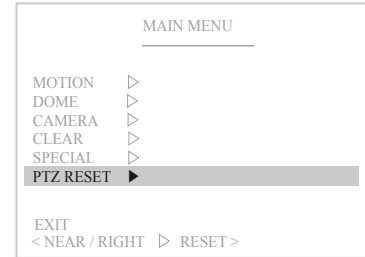 MAIN MENU
MOTION ▷
DOME ▷
CAMERA ▷
CLEAR ▷
SPECIAL ▷
PTZ RESET ▶
EXIT
< NEAR / RIGHT ▷ RESET >